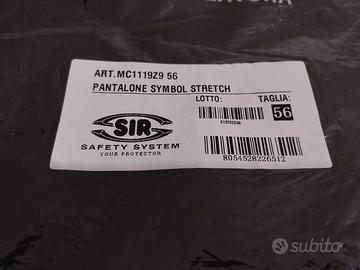 ART.MC1119Z9 56
PANTALONE SYMBOL STRETCH
LOTTO:
TAGLIA:
56
SIR
SAFETY SYSTEM
YOUR PROTECTOR
8054528226512
subito